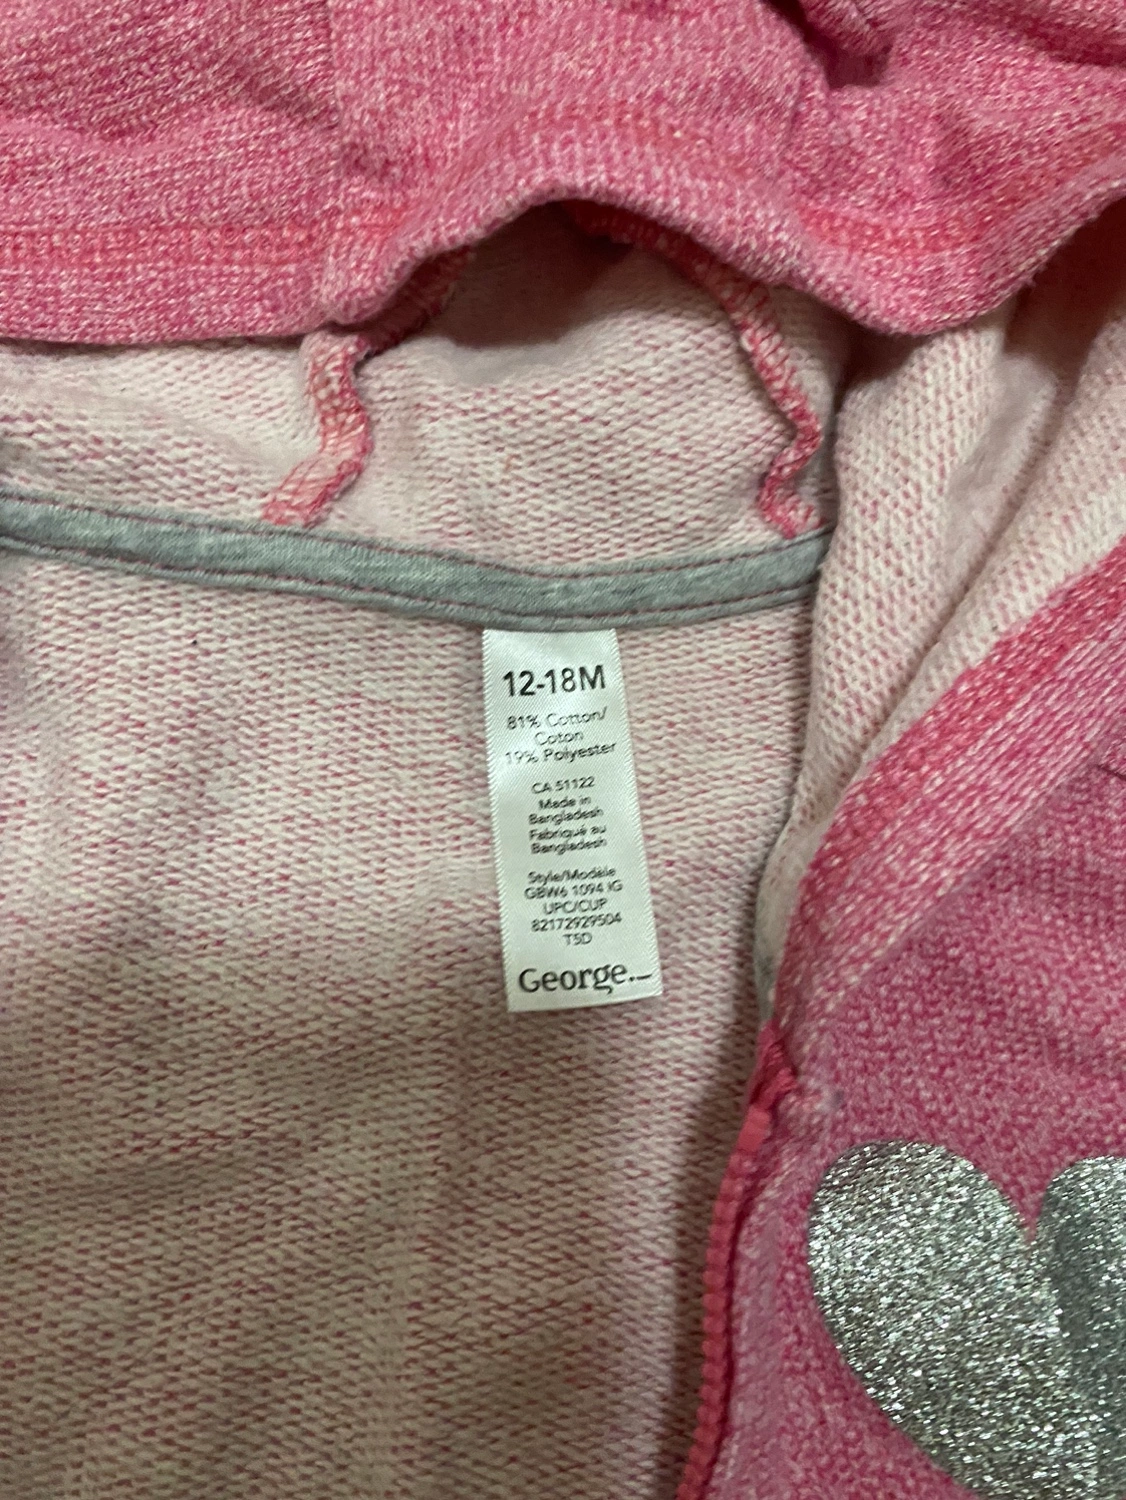 12-18M
81% Cotton/
Coton
19% Polyester
CA 51122
Made in
Bangladesh
Fabriqué au
Bangladesh
Style/Modèle
GBW6 1094 IG
UPC/CUP
82172929504
T5D
George.